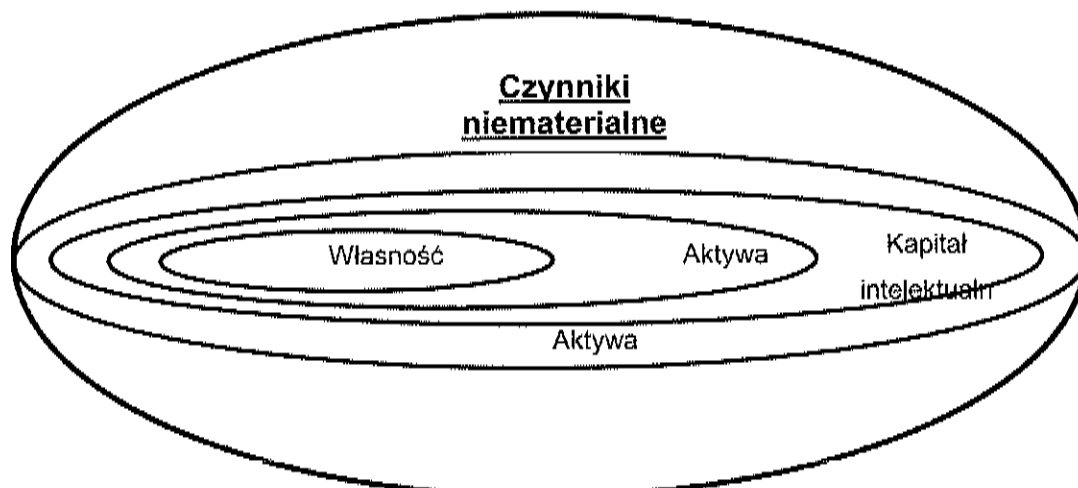 Czynniki
niematerialne
Własność
Aktywa
Kapitał
intelektualn
Aktywa